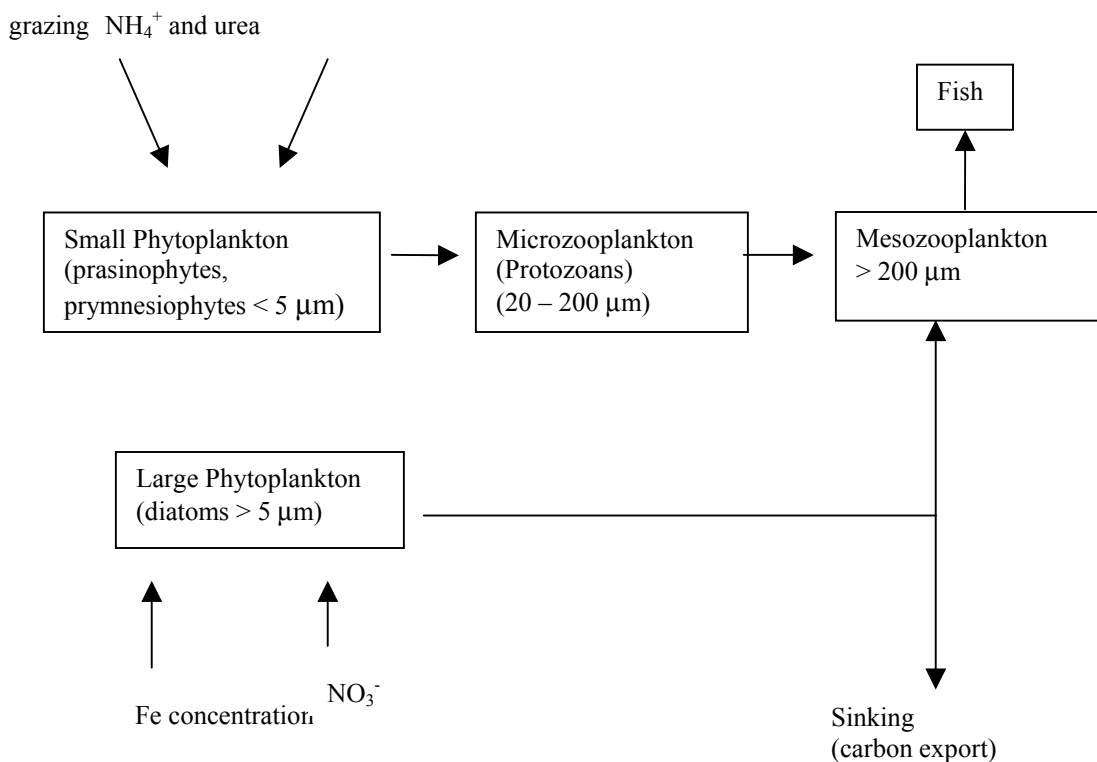 grazing NH₄⁺ and urea
Fish
Small Phytoplankton
(prasinophytes,
prymnesiophytes < 5 μm)
Microzooplankton
(Protozoans)
(20 – 200 μm)
Mesozooplankton
> 200 μm
Large Phytoplankton
(diatoms > 5 μm)
Fe concentration
NO₃⁻
Sinking
(carbon export)